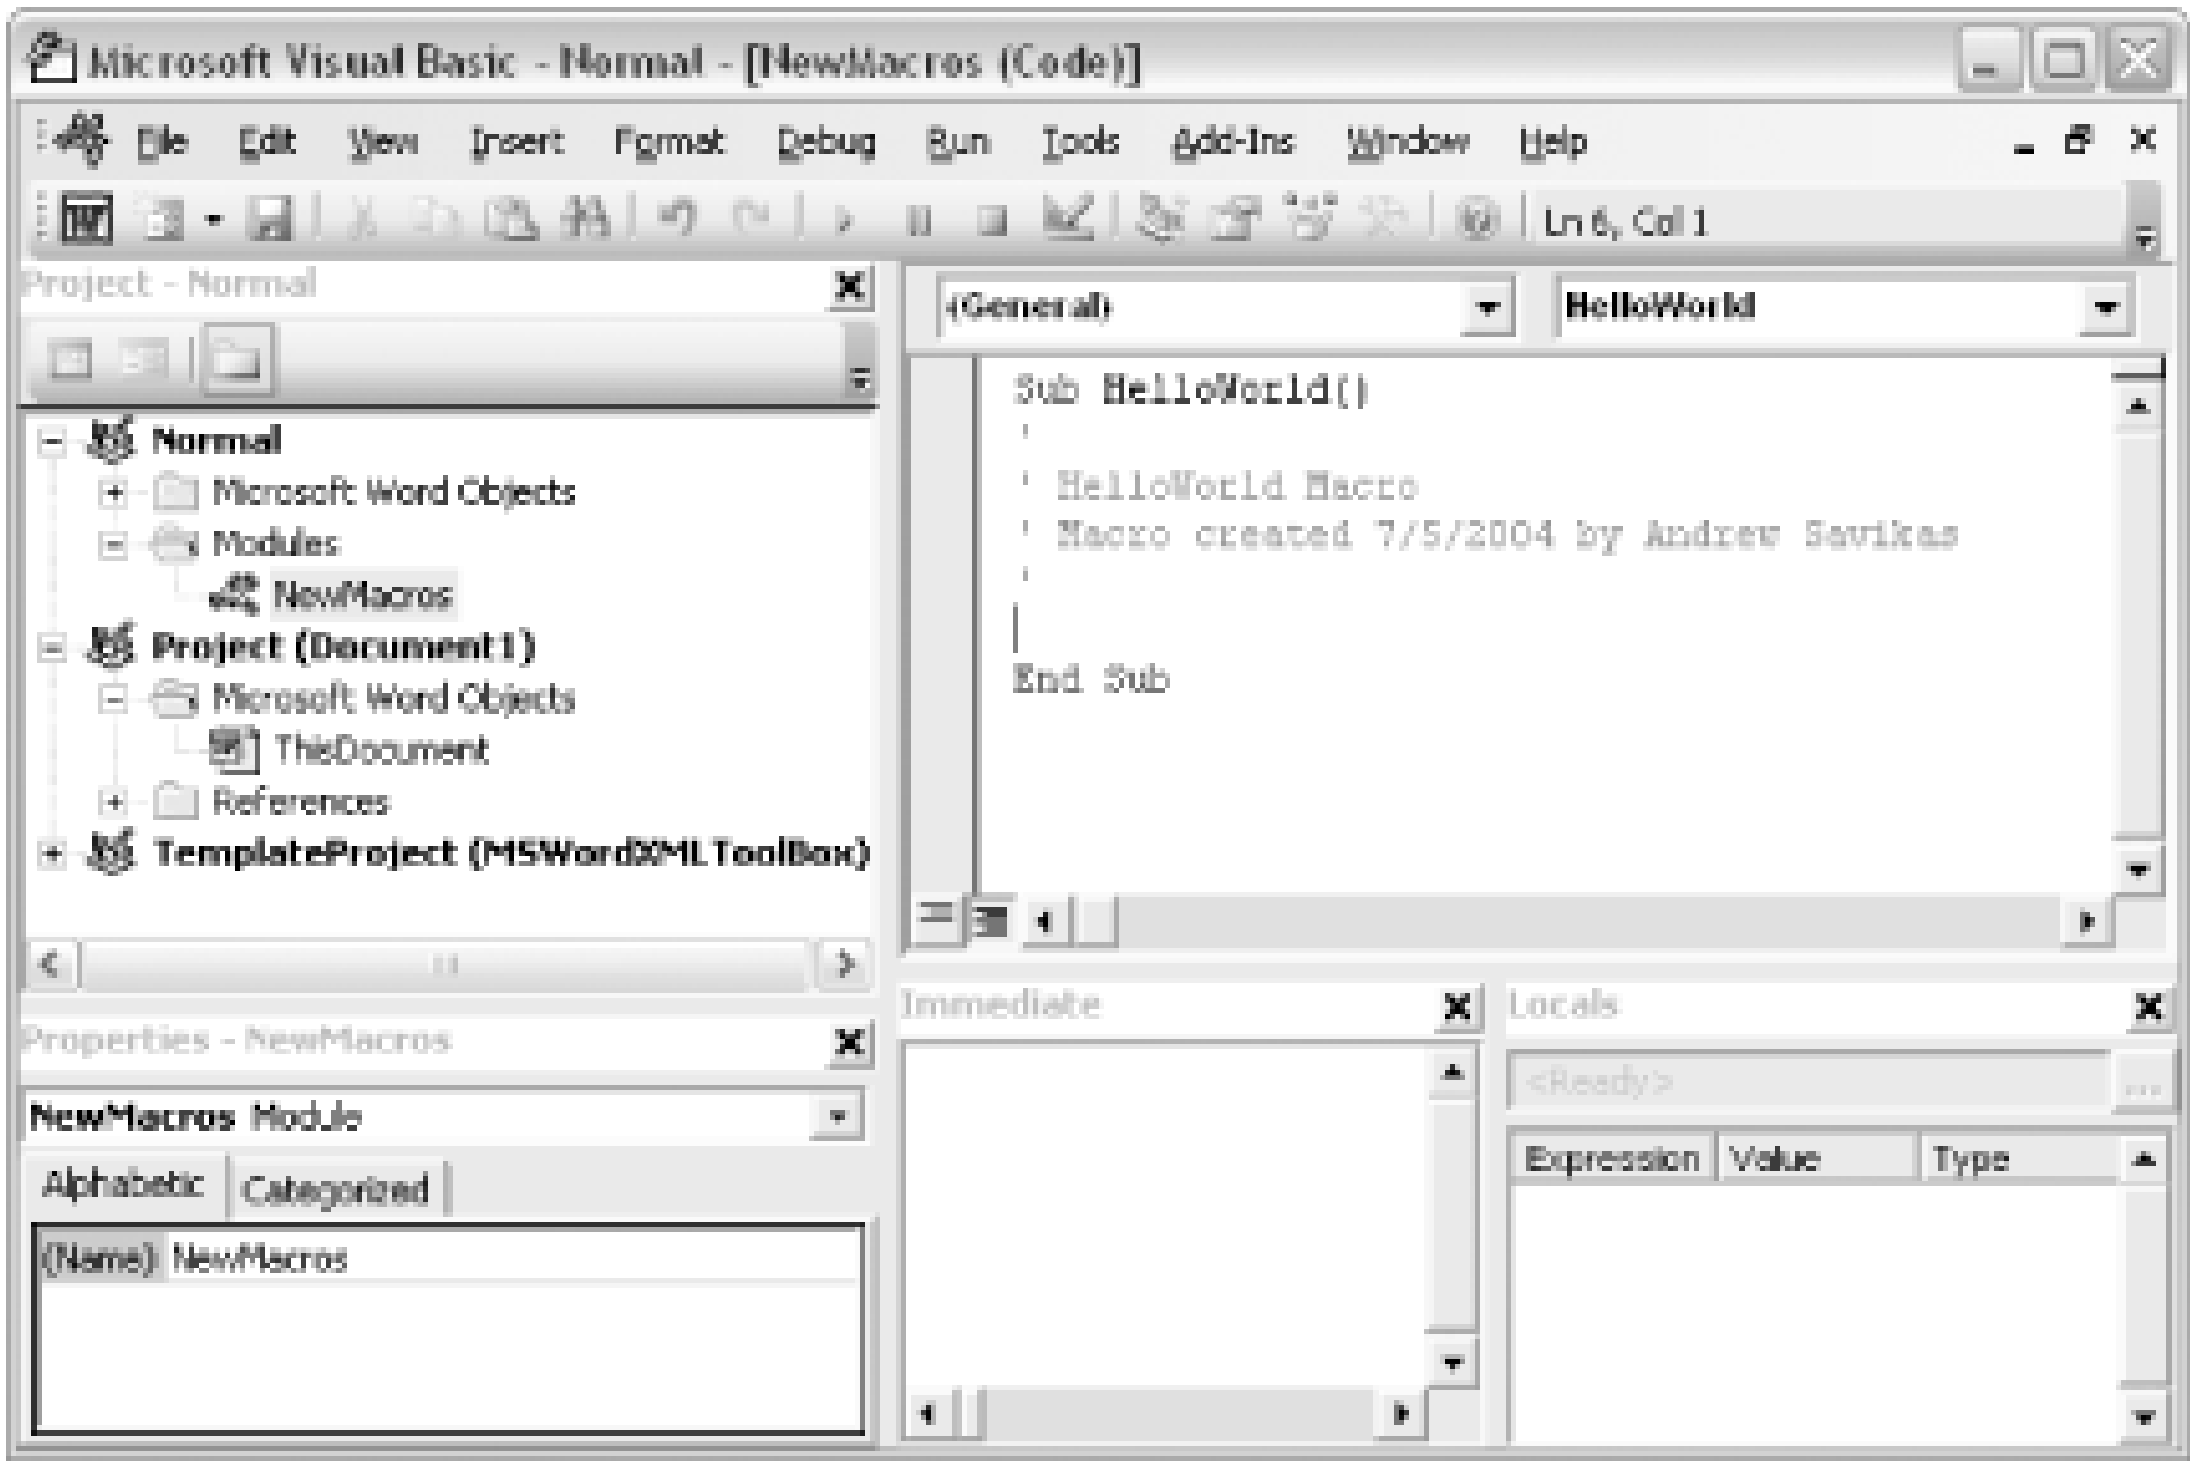 Microsoft Visual Basic - Normal - [NewMacros (Code)]
File Edit View Insert Format Debug Run Tools Add-Ins Window Help
Ln 6, Col 1
Project - Normal
Normal
Microsoft Word Objects
Modules
NewMacros
Project (Document1)
Microsoft Word Objects
ThisDocument
References
TemplateProject (MSWordXMLToolBox)
Properties - NewMacros
NewMacros Module
Alphabetic Categorized
(Name) NewMacros
(General) HelloWorld
Sub HelloWorld()
'
' HelloWorld Macro
' Macro created 7/5/2004 by Andrew Savikas
'
End Sub
Immediate
Locals
<Ready>
...
Expression Value Type